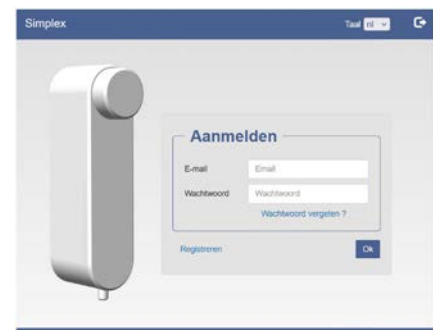 Simplex
Taal nl
Aanmelden
E-mail Email
Wachtwoord Wachtwoord
Wachtwoord vergeten ?
Registreren Ok